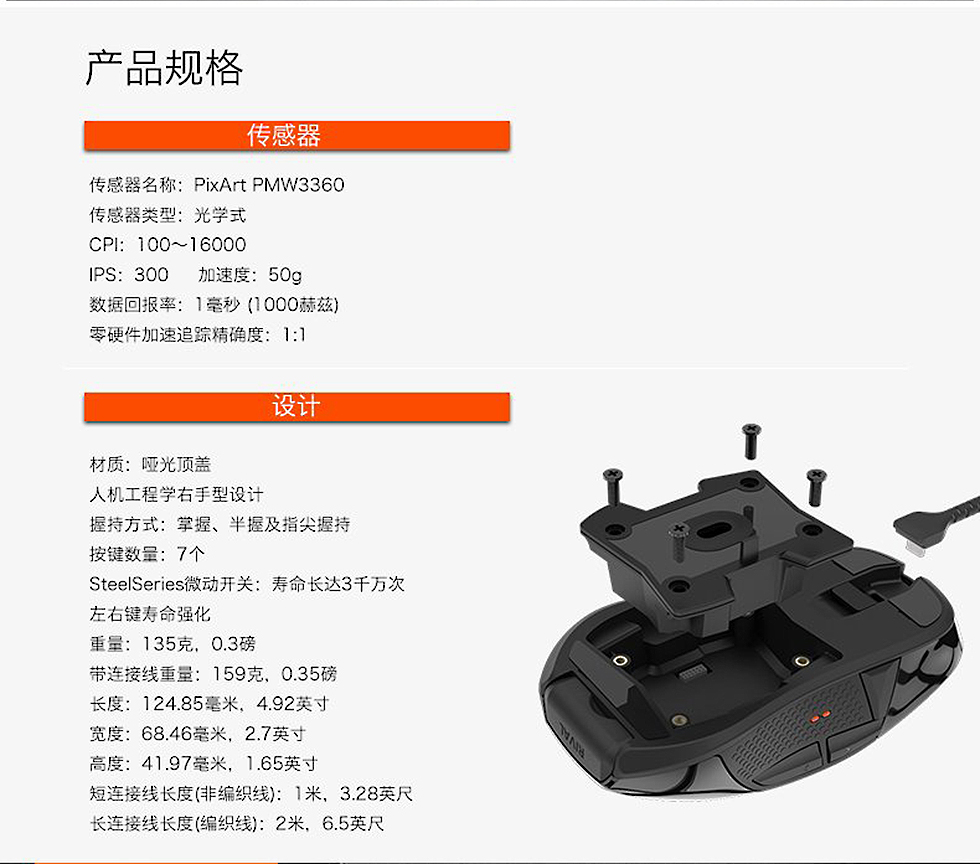 产品规格
传感器
传感器名称：PixArt PMW3360
传感器类型：光学式
CPI：100～16000
IPS：300 加速度：50g
数据回报率：1毫秒 (1000赫兹)
零硬件加速追踪精确度：1:1
设计
材质：哑光顶盖
人机工程学右手型设计
握持方式：掌握、半握及指尖握持
按键数量：7个
SteelSeries微动开关：寿命长达3千万次
左右键寿命强化
重量：135克，0.3磅
带连接线重量：159克，0.35磅
长度：124.85毫米，4.92英寸
宽度：68.46毫米，2.7英寸
高度：41.97毫米，1.65英寸
短连接线长度(非编织线)：1米，3.28英尺
长连接线长度(编织线)：2米，6.5英尺
RIVAL